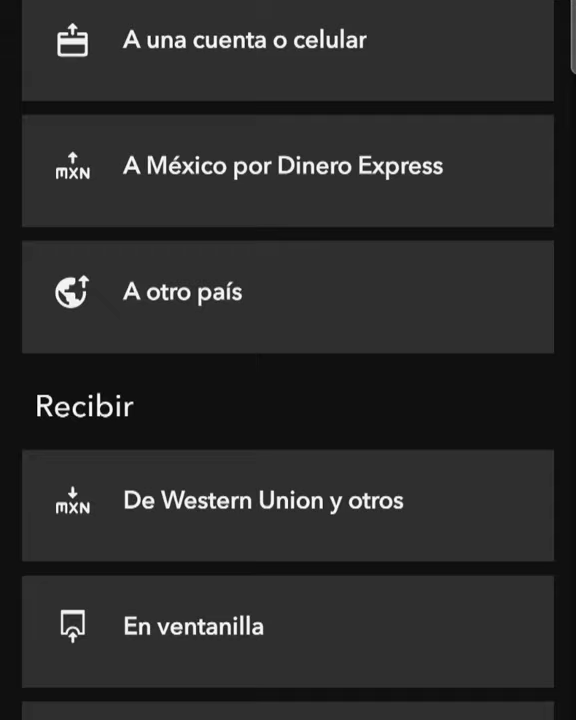 A una cuenta o celular
MXN
A México por Dinero Express
A otro país
Recibir
MXN
De Western Union y otros
En ventanilla